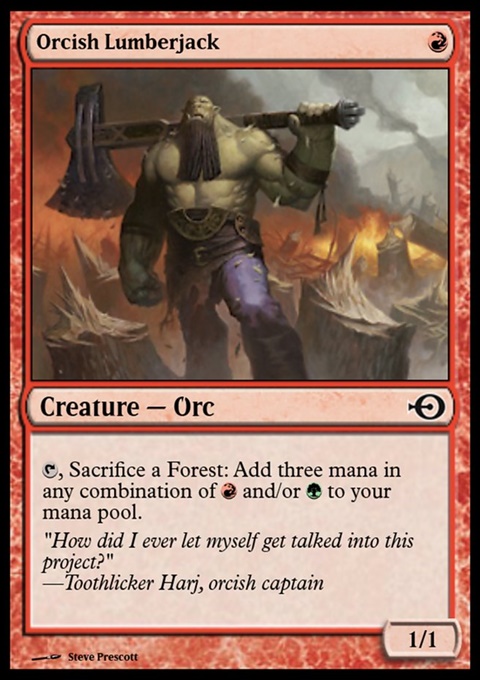 Orcish Lumberjack
Creature — Orc
, Sacrifice a Forest: Add three mana in
any combination of and/or to your
mana pool.
"How did I ever let myself get talked into this
project?"
—Toothlicker Harj, orcish captain
1/1
Steve Prescott